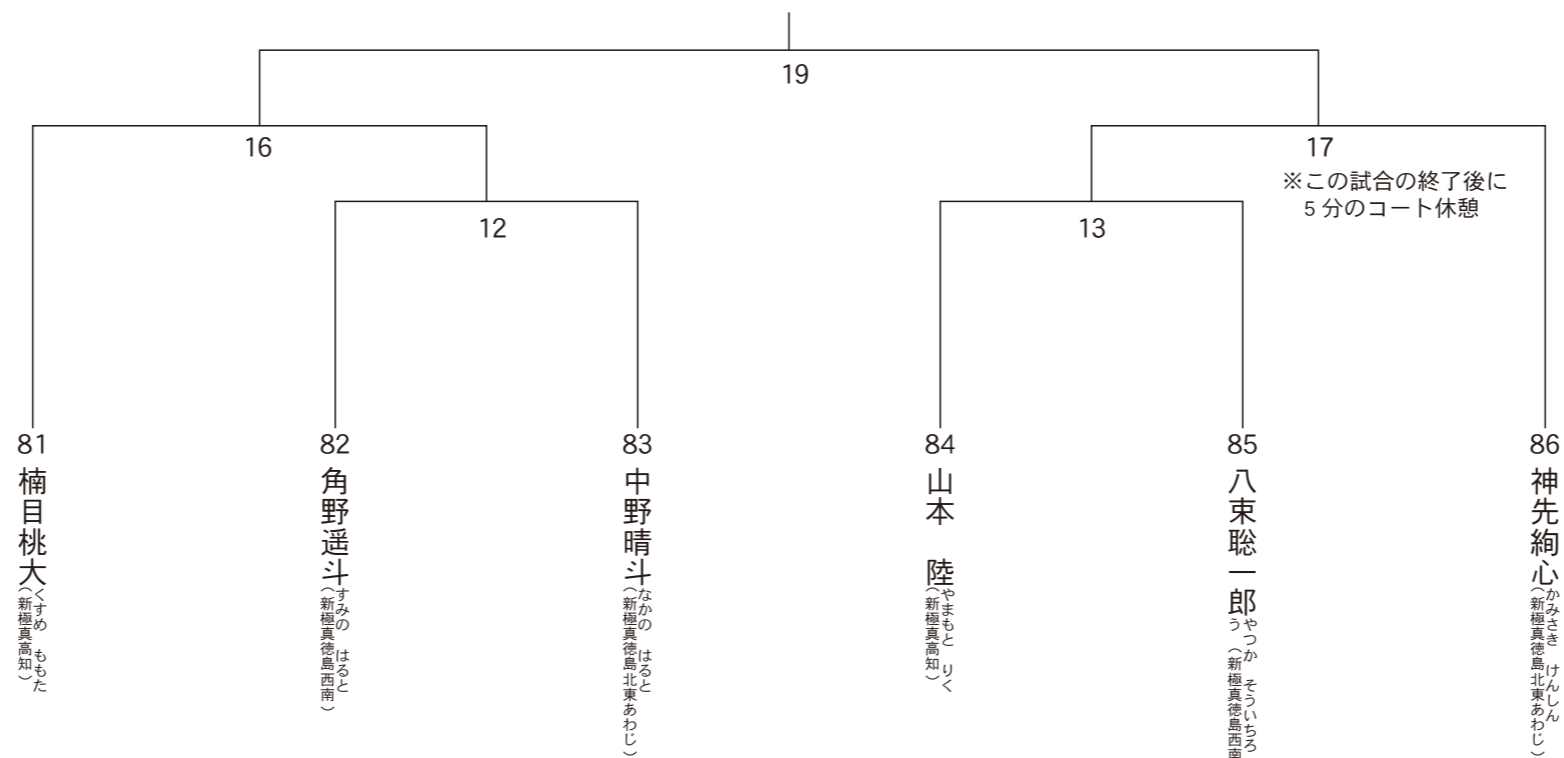 19
16
17
※この試合の終了後に
5 分のコート休憩
12
13
81
楠目桃大
くすめ ももた
（新極真高知）
82
角野遥斗
すみの はると
（新極真徳島西南）
83
中野晴斗
なかの はると
（新極真徳島北東あわじ）
84
山本 陸
やまもと りく
（新極真高知）
85
八束聡一郎
やつか そういちろ
う（新極真徳島西南
86
神先絢心
かみさき けんしん
（新極真徳島北東あわじ）